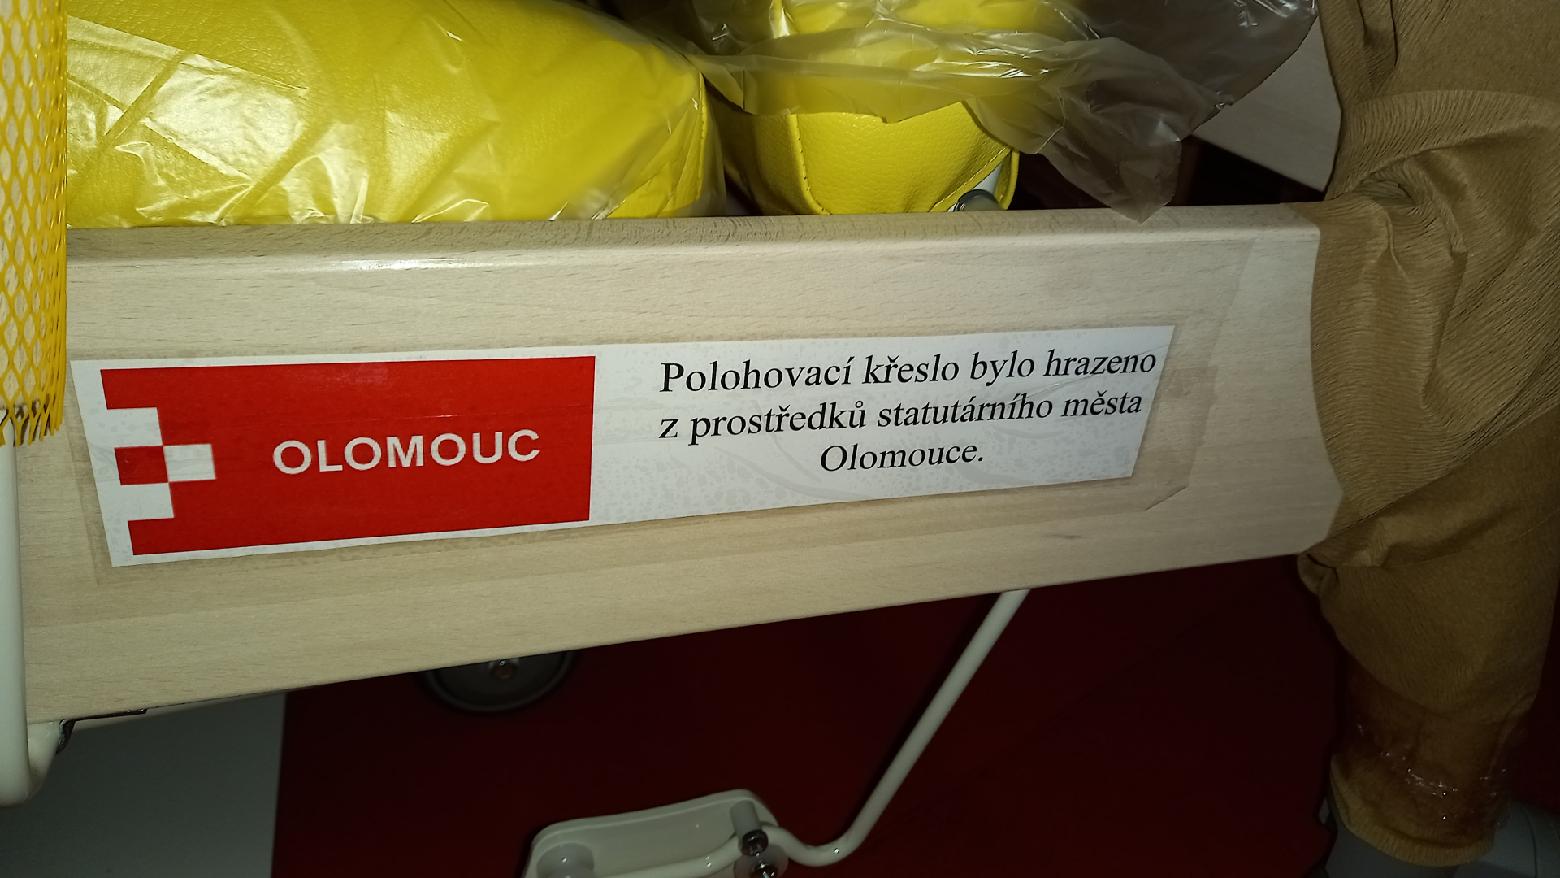 OLOMOUC
Polohovací křeslo bylo hrazeno
z prostředků statutárního města
Olomouce.